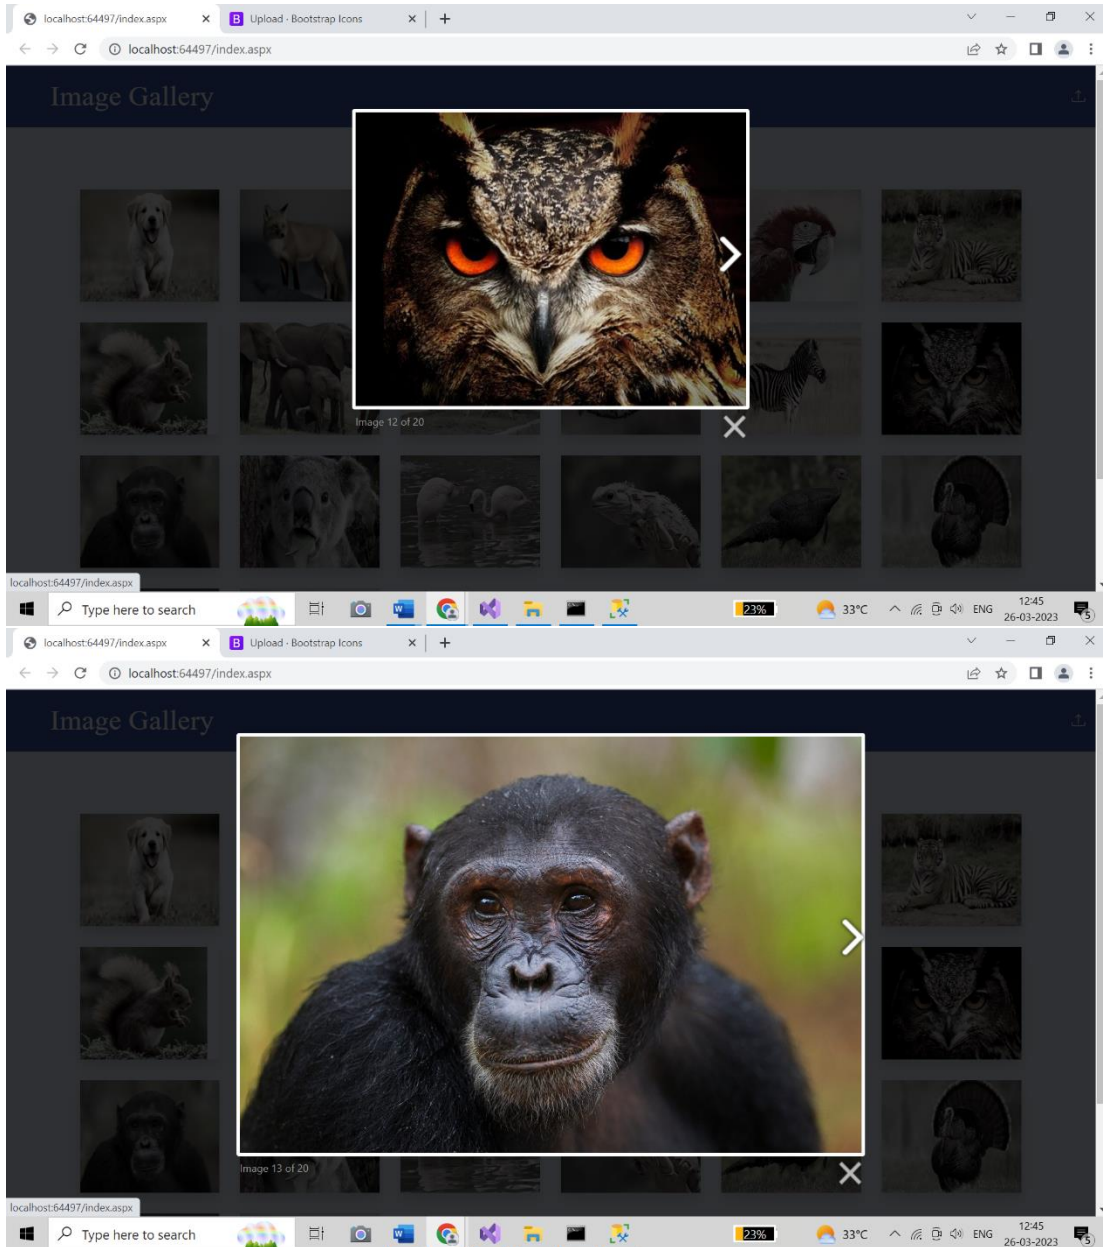 localhost:64497/index.aspx
Upload · Bootstrap Icons
localhost:64497/index.aspx
Image Gallery
Image 12 of 20
localhost:64497/index.aspx
Type here to search
23%
33°C
ENG
12:45
26-03-2023
5
localhost:64497/index.aspx
Upload · Bootstrap Icons
localhost:64497/index.aspx
Image Gallery
Image 13 of 20
localhost:64497/index.aspx
Type here to search
23%
33°C
ENG
12:45
26-03-2023
5